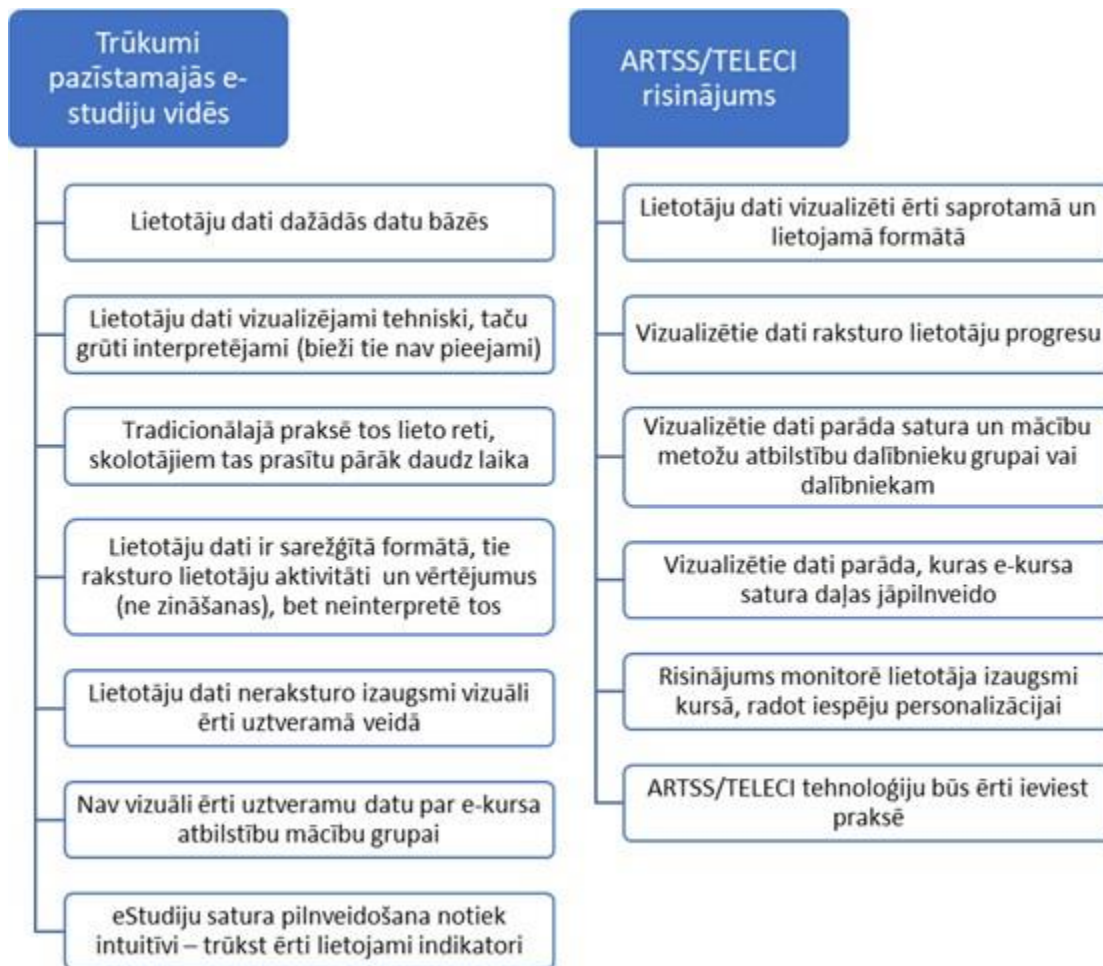 Trūkumi
pazīstamajās e-
studiju vidēs
Lietotāju dati dažādās datu bāzēs
Lietotāju dati vizualizējami tehniski, taču
grūti interpretējami (bieži tie nav pieejami)
Tradicionālajā praksē tos lieto reti,
skolotājiem tas prasītu pārāk daudz laika
Lietotāju dati ir sarežģītā formātā, tie
raksturo lietotāju aktivitāti un vērtējumus
(ne zināšanas), bet neinterpretē tos
Lietotāju dati neraksturo izaugsmi vizuāli
ērti uztveramā veidā
Nav vizuāli ērti uztveramu datu par e-kursa
atbilstību mācību grupai
eStudiju satura pilnveidošana notiek
intuitīvi – trūkst ērti lietojami indikatori
ARTSS/TELECI
risinājums
Lietotāju dati vizualizēti ērti saprotamā un
lietojamā formātā
Vizualizētie dati raksturo lietotāju progresu
Vizualizētie dati parāda satura un mācību
metožu atbilstību dalībnieku grupai vai
dalībniekam
Vizualizētie dati parāda, kuras e-kursa
satura daļas jāpilnveido
Risinājums monitorē lietotāja izaugsmi
kursā, radot iespēju personalizācijai
ARTSS/TELECI tehnoloģiju būs ērti ieviest
praksē